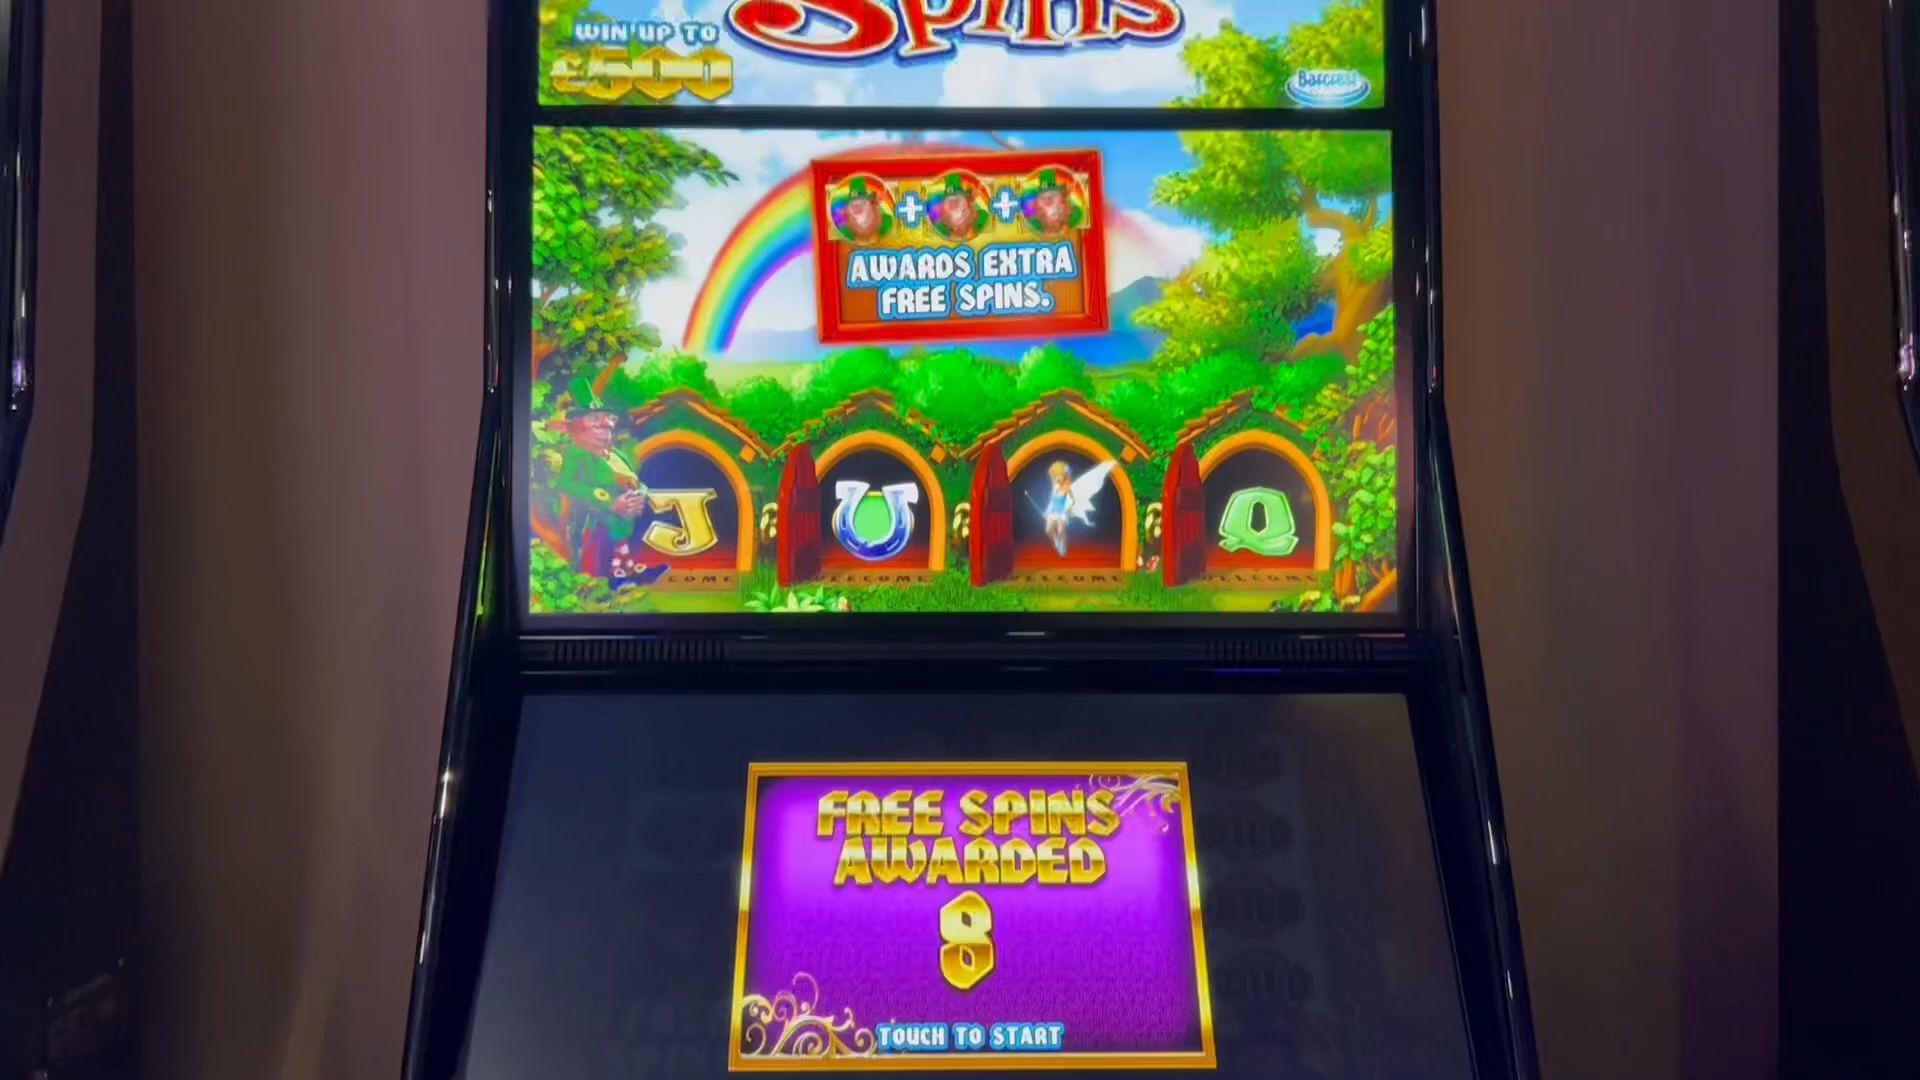 Spins
WIN UP TO
£500
Barcrest
+ +
AWARDS EXTRA
FREE SPINS.
J Q
COME WELCOME WELCOME WELCOME
FREE SPINS
AWARDED
8
TOUCH TO START